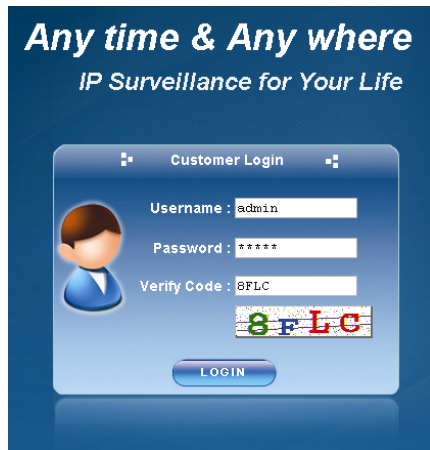 Any time & Any where
IP Surveillance for Your Life
Customer Login
Username : admin
Password : *****
Verify Code : 8FLC
8FLC
LOGIN